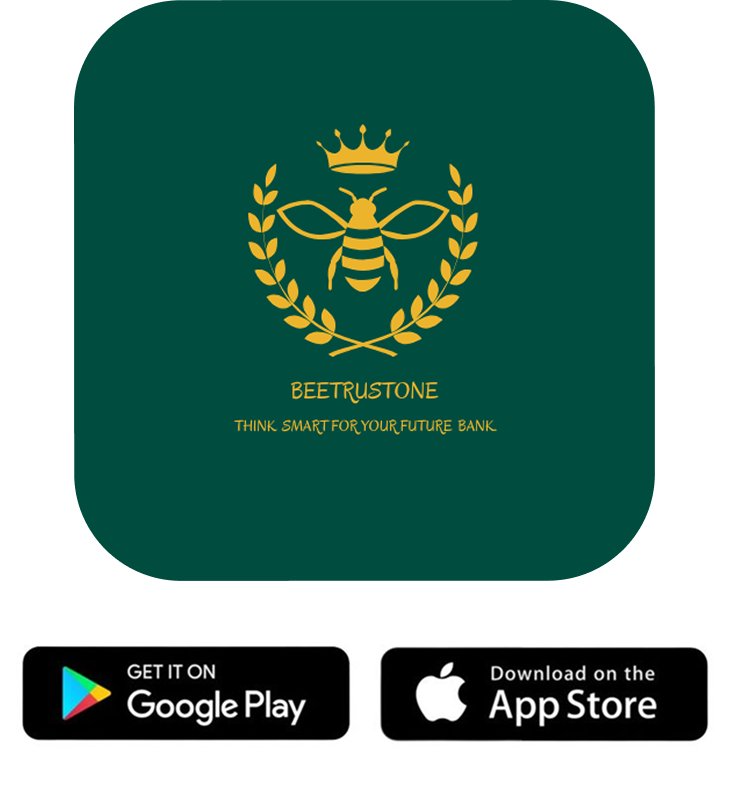 BEETRUSTONE
THINK SMART FOR YOUR FUTURE BANK
GET IT ON
Google Play
Download on the
App Store